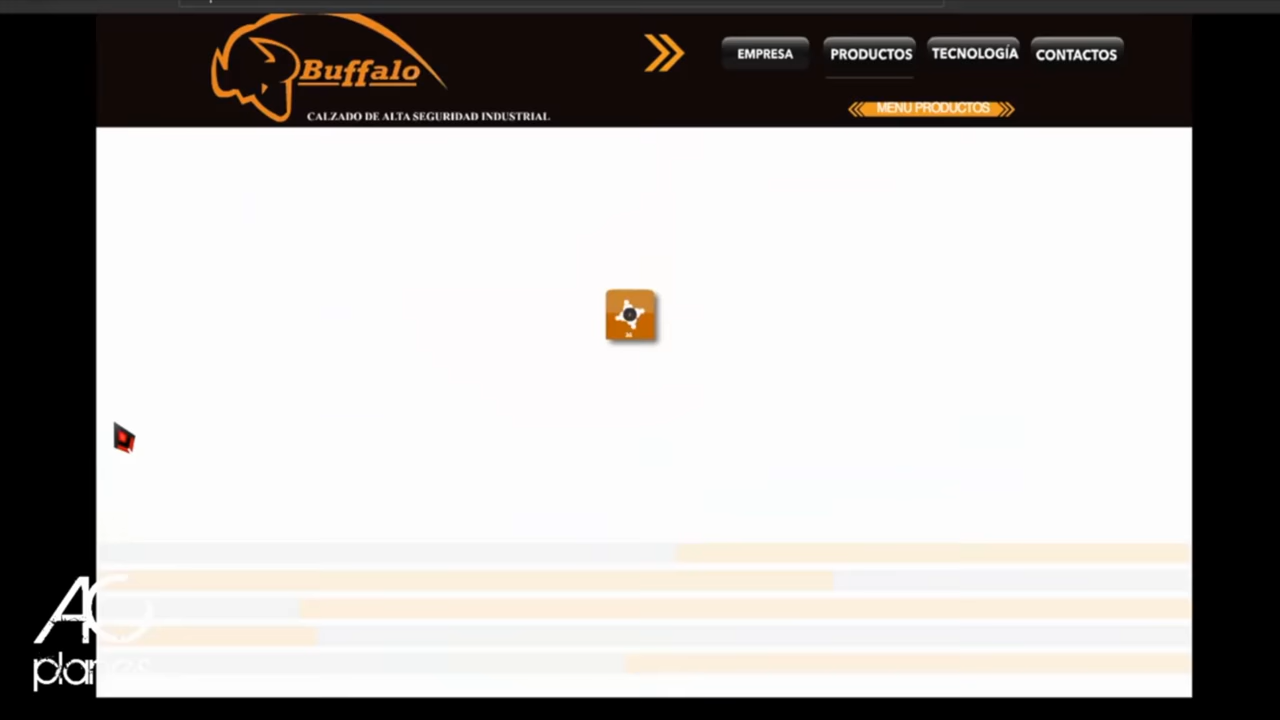 Buffalo
CALZADO DE ALTA SEGURIDAD INDUSTRIAL
EMPRESA
PRODUCTOS
TECNOLOGÍA
CONTACTOS
MENU PRODUCTOS